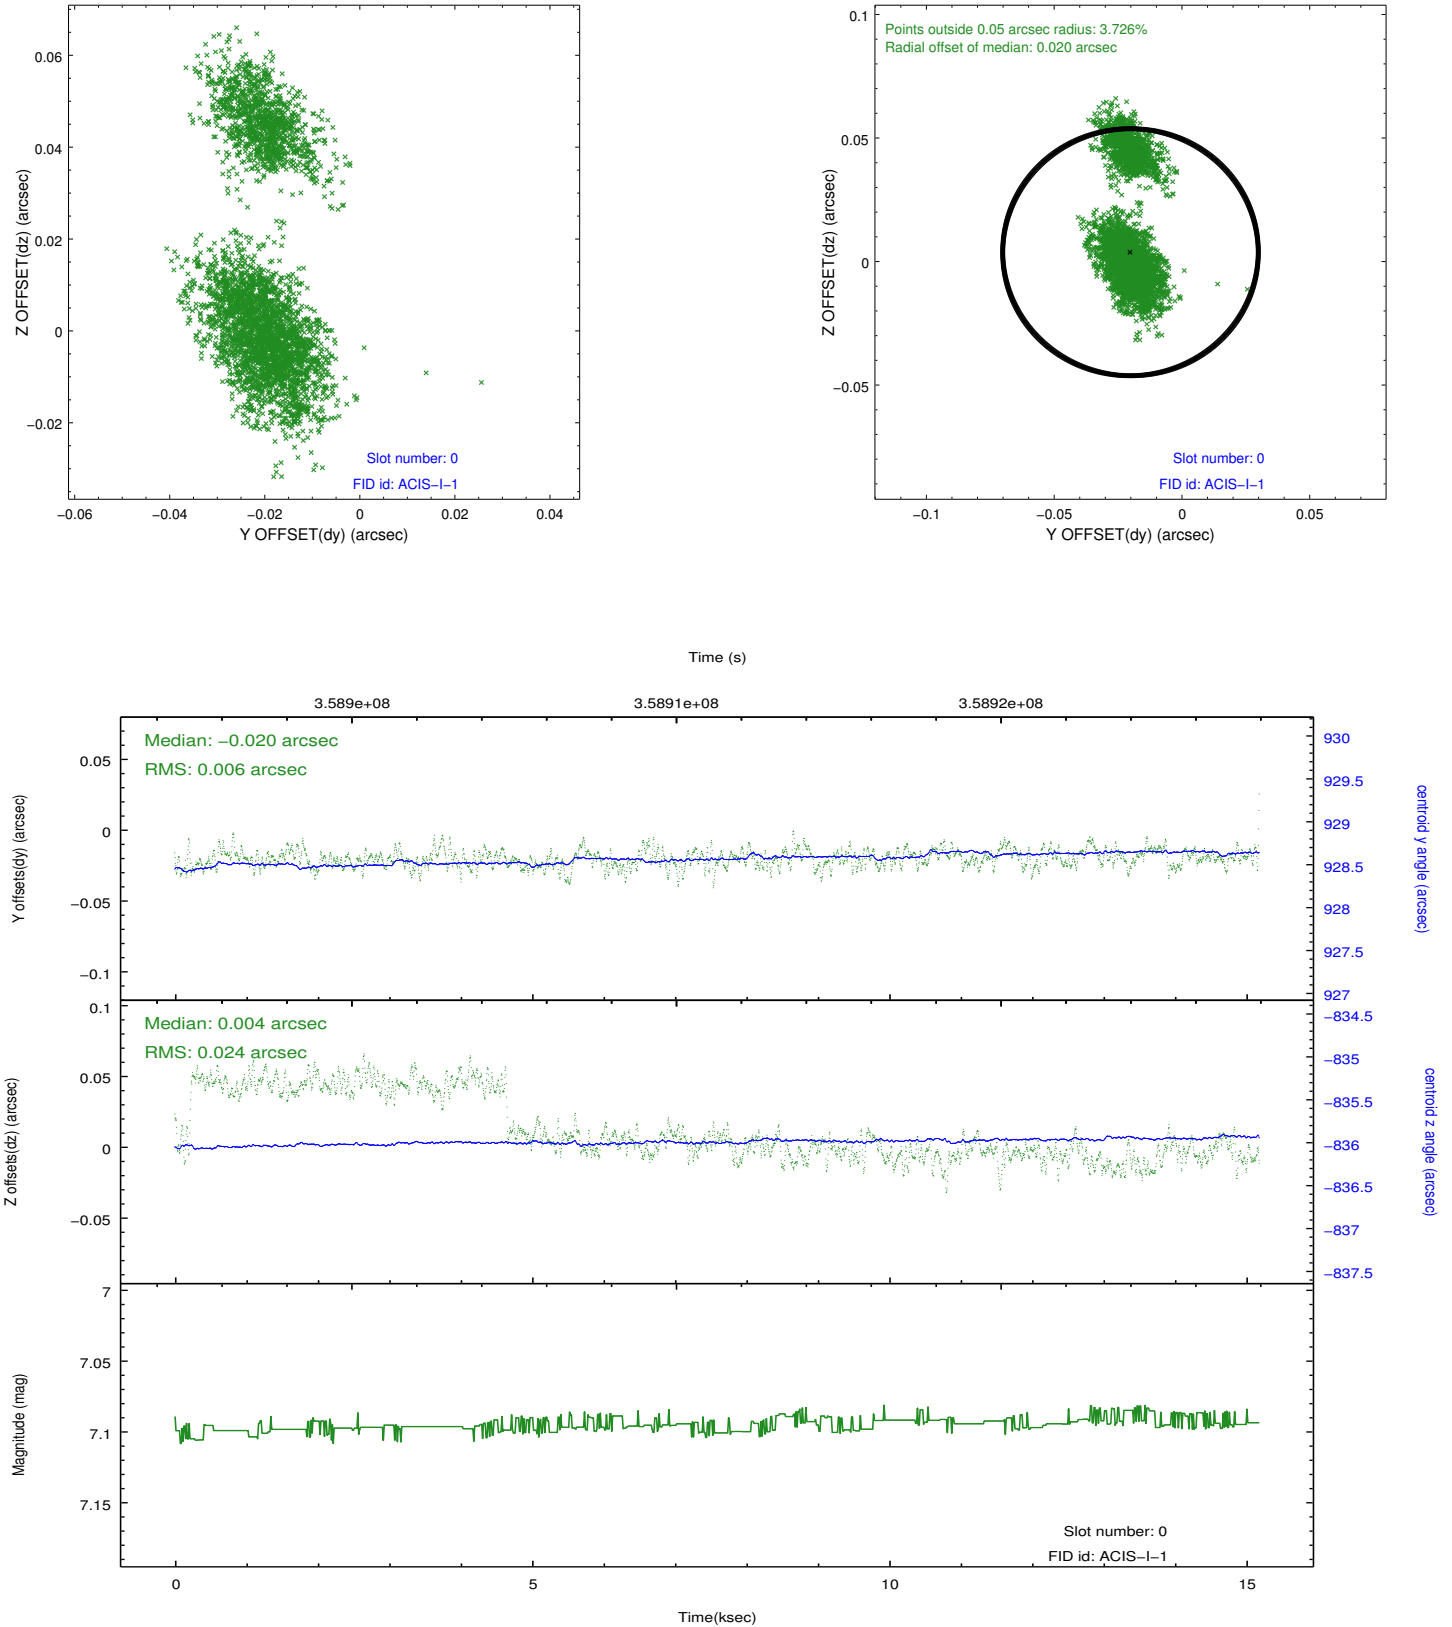 0.06
0.04
0.02
0
−0.02
−0.06
−0.04
−0.02
0
0.02
0.04
Z OFFSET(dz) (arcsec)
Y OFFSET(dy) (arcsec)
Slot number: 0
FID id: ACIS−I−1
Points outside 0.05 arcsec radius: 3.726%
Radial offset of median: 0.020 arcsec
0.1
0.05
0
−0.05
−0.1
−0.05
0
0.05
Z OFFSET(dz) (arcsec)
Y OFFSET(dy) (arcsec)
Slot number: 0
FID id: ACIS−I−1
Time (s)
3.589e+08
3.5891e+08
3.5892e+08
Median: −0.020 arcsec
RMS: 0.006 arcsec
0.05
0
−0.05
−0.1
Y offsets(dy) (arcsec)
930
929.5
929
928.5
928
927.5
927
centroid y angle (arcsec)
Median: 0.004 arcsec
RMS: 0.024 arcsec
0.1
0.05
0
−0.05
Z offsets(dz) (arcsec)
−834.5
−835
−835.5
−836
−836.5
−837
−837.5
centroid z angle (arcsec)
7
7.05
7.1
7.15
Magnitude (mag)
Slot number: 0
FID id: ACIS−I−1
0
5
10
15
Time(ksec)